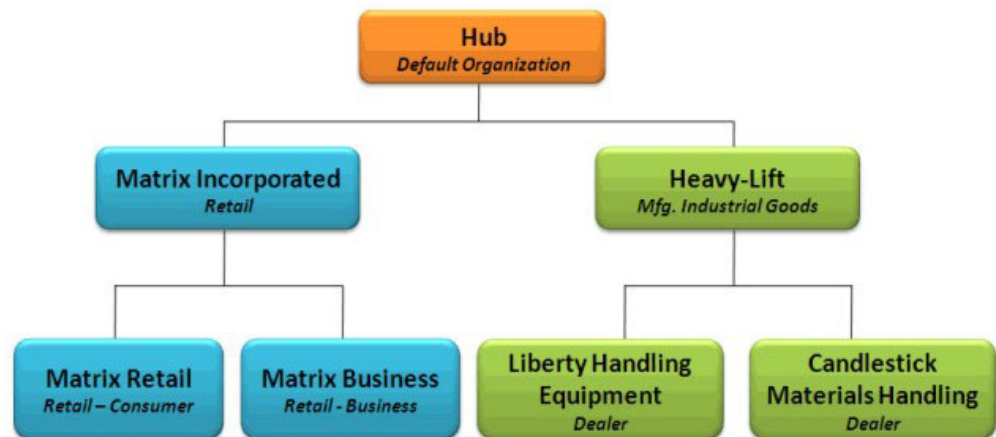 Hub
Default Organization
Matrix Incorporated
Retail
Heavy-Lift
Mfg. Industrial Goods
Matrix Retail
Retail – Consumer
Matrix Business
Retail - Business
Liberty Handling
Equipment
Dealer
Candlestick
Materials Handling
Dealer